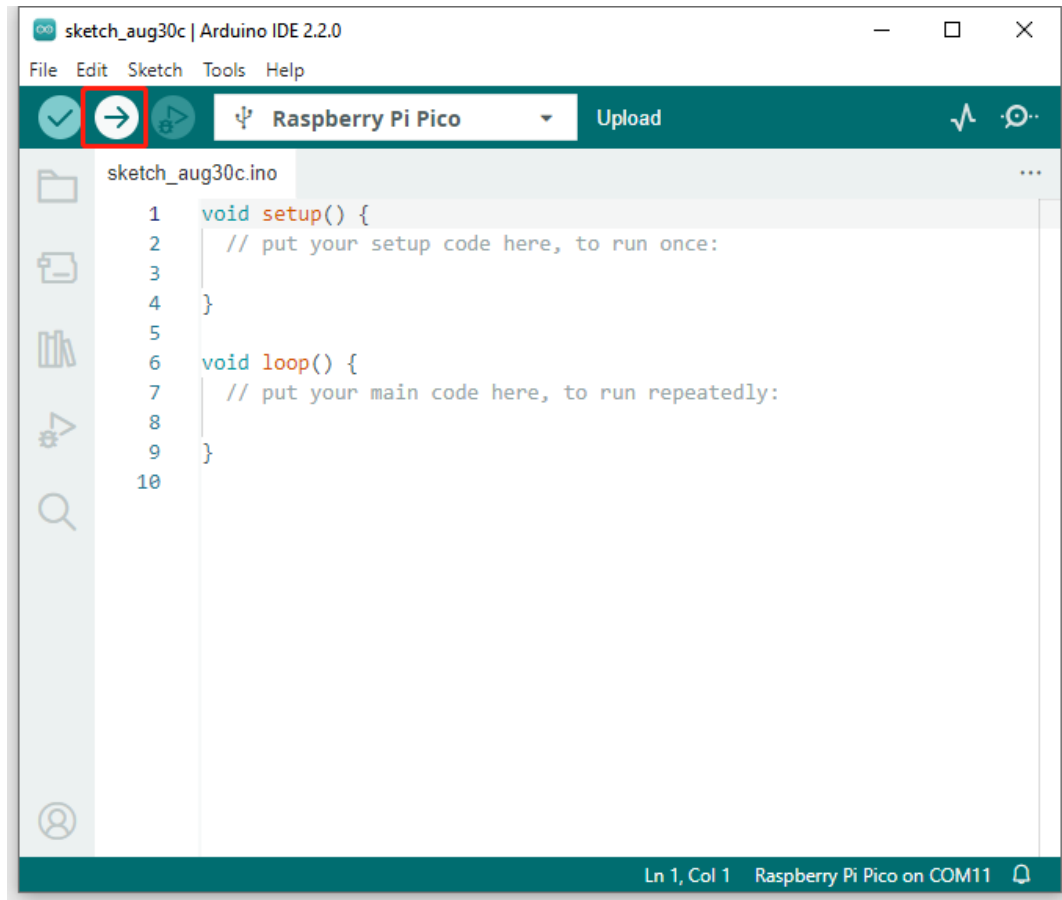 sketch_aug30c | Arduino IDE 2.2.0
File Edit Sketch Tools Help
Raspberry Pi Pico Upload
sketch_aug30c.ino ...
1 void setup() {
2 // put your setup code here, to run once:
3
4 }
5
6 void loop() {
7 // put your main code here, to run repeatedly:
8
9 }
10
Ln 1, Col 1 Raspberry Pi Pico on COM11